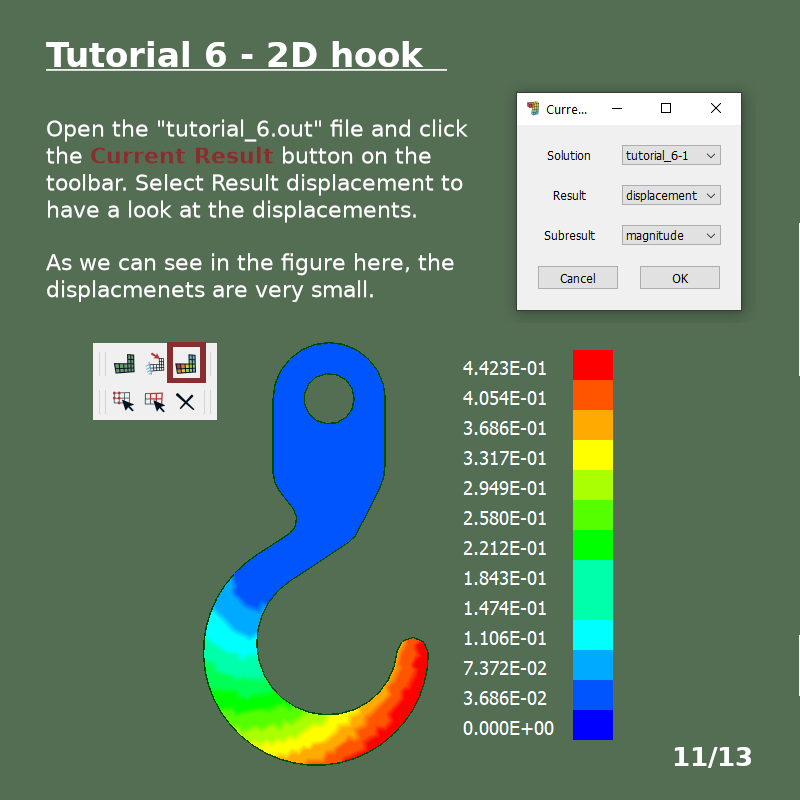 Tutorial 6 - 2D hook
Open the "tutorial_6.out" file and click
the Current Result button on the
toolbar. Select Result displacement to
have a look at the displacements.
As we can see in the figure here, the
displacmenets are very small.
Curre...
Solution tutorial_6-1
Result displacement
Subresult magnitude
Cancel OK
4.423E-01
4.054E-01
3.686E-01
3.317E-01
2.949E-01
2.580E-01
2.212E-01
1.843E-01
1.474E-01
1.106E-01
7.372E-02
3.686E-02
0.000E+00
11/13